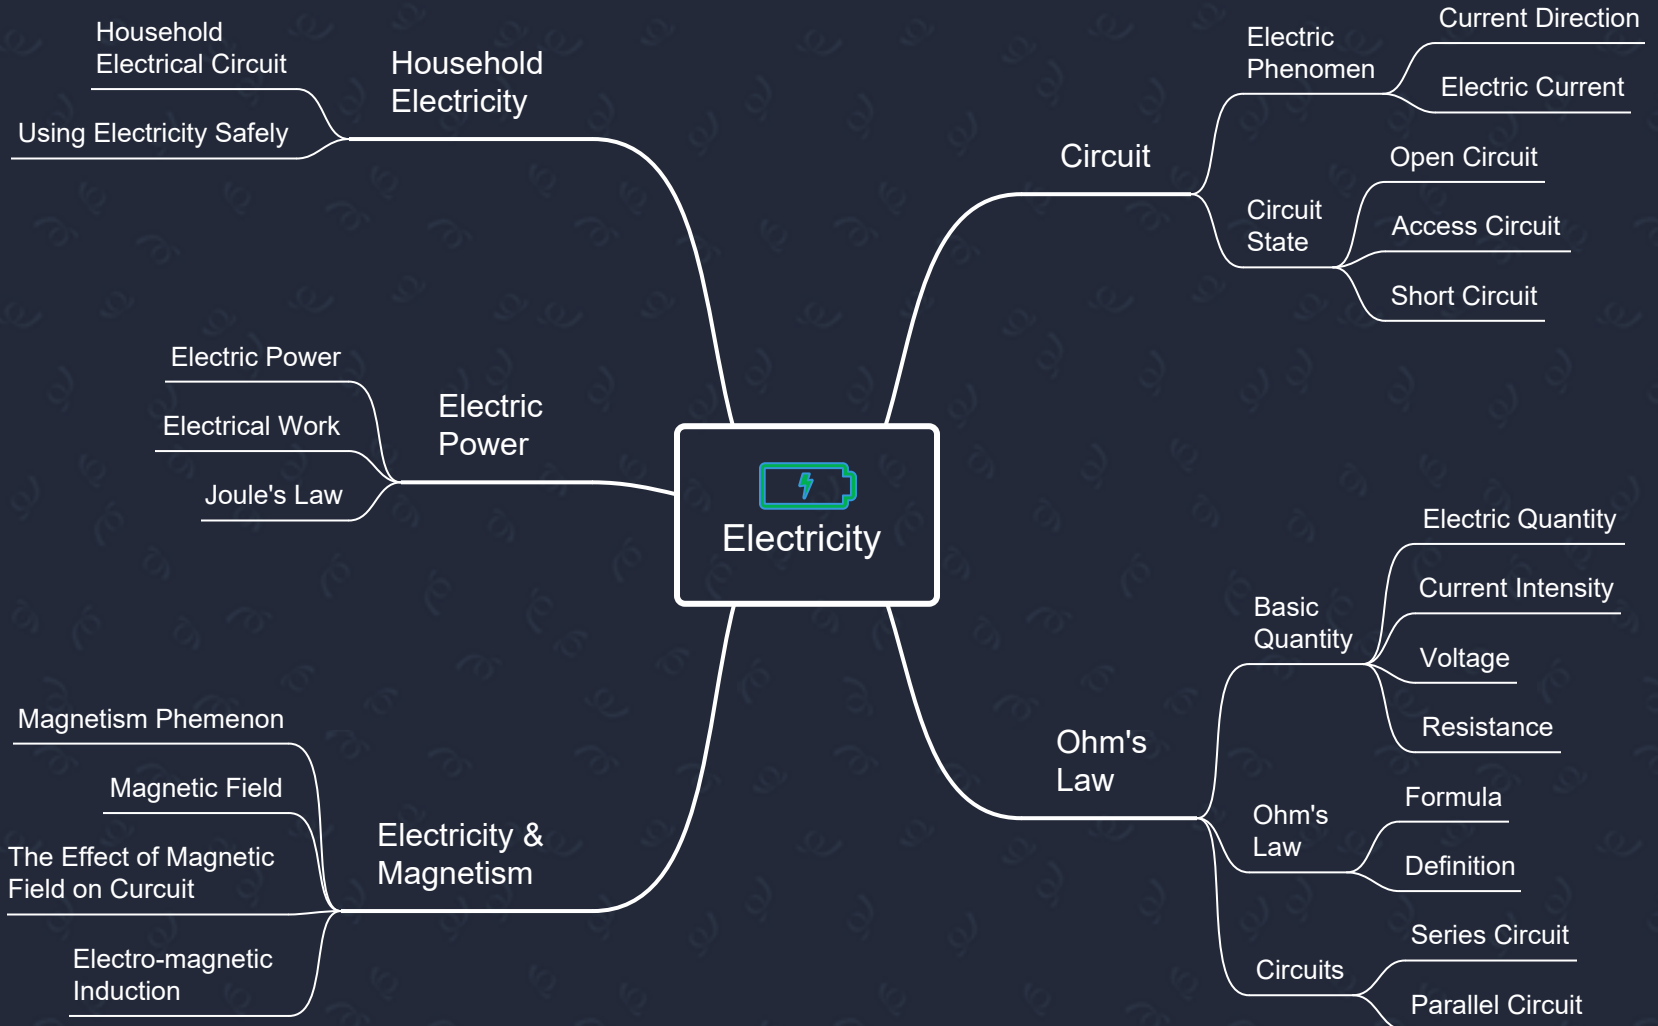 Household
Electrical Circuit
Using Electricity Safely
Household
Electricity
Electric Power
Electrical Work
Joule's Law
Electric
Power
Magnetism Phemenon
Magnetic Field
The Effect of Magnetic
Field on Curcuit
Electro-magnetic
Induction
Electricity &
Magnetism
Electricity
Circuit
Electric
Phenomen
Current Direction
Electric Current
Circuit
State
Open Circuit
Access Circuit
Short Circuit
Ohm's
Law
Basic
Quantity
Electric Quantity
Current Intensity
Voltage
Resistance
Ohm's
Law
Formula
Definition
Circuits
Series Circuit
Parallel Circuit